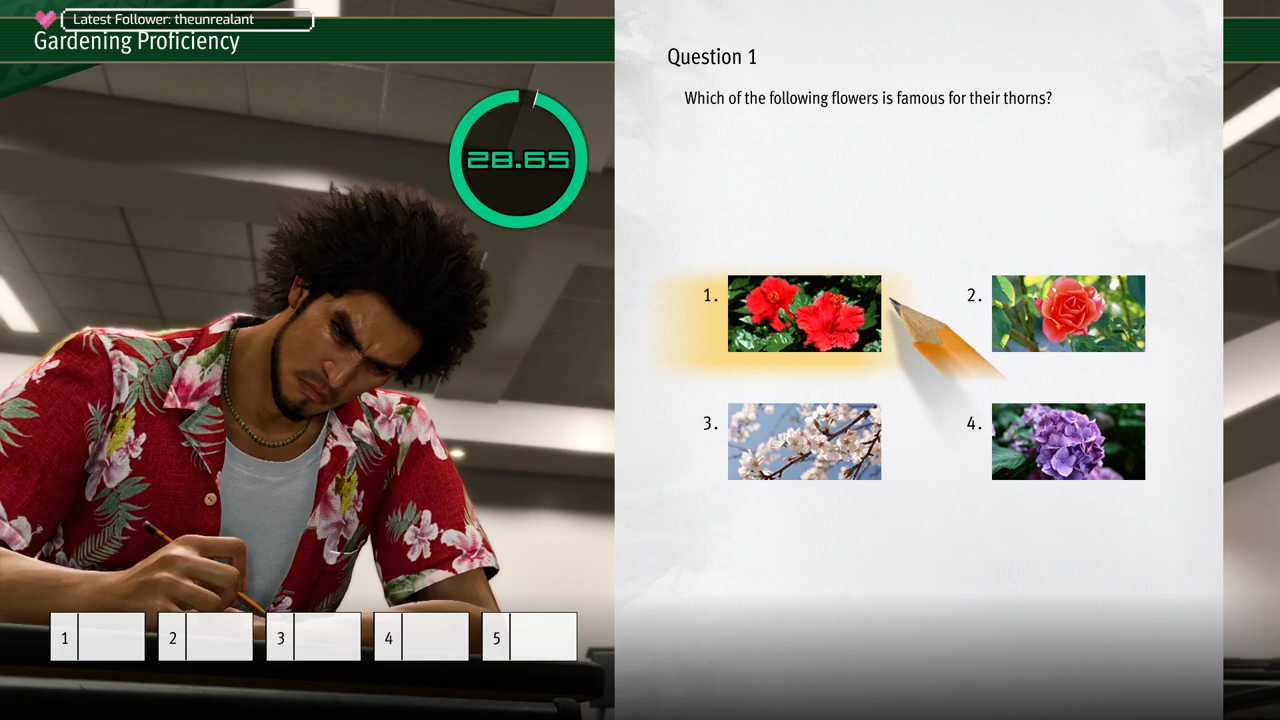 Latest Follower: theunrealant
Gardening Proficiency
28.65
Question 1
Which of the following flowers is famous for their thorns?
1.
2.
3.
4.
1
2
3
4
5